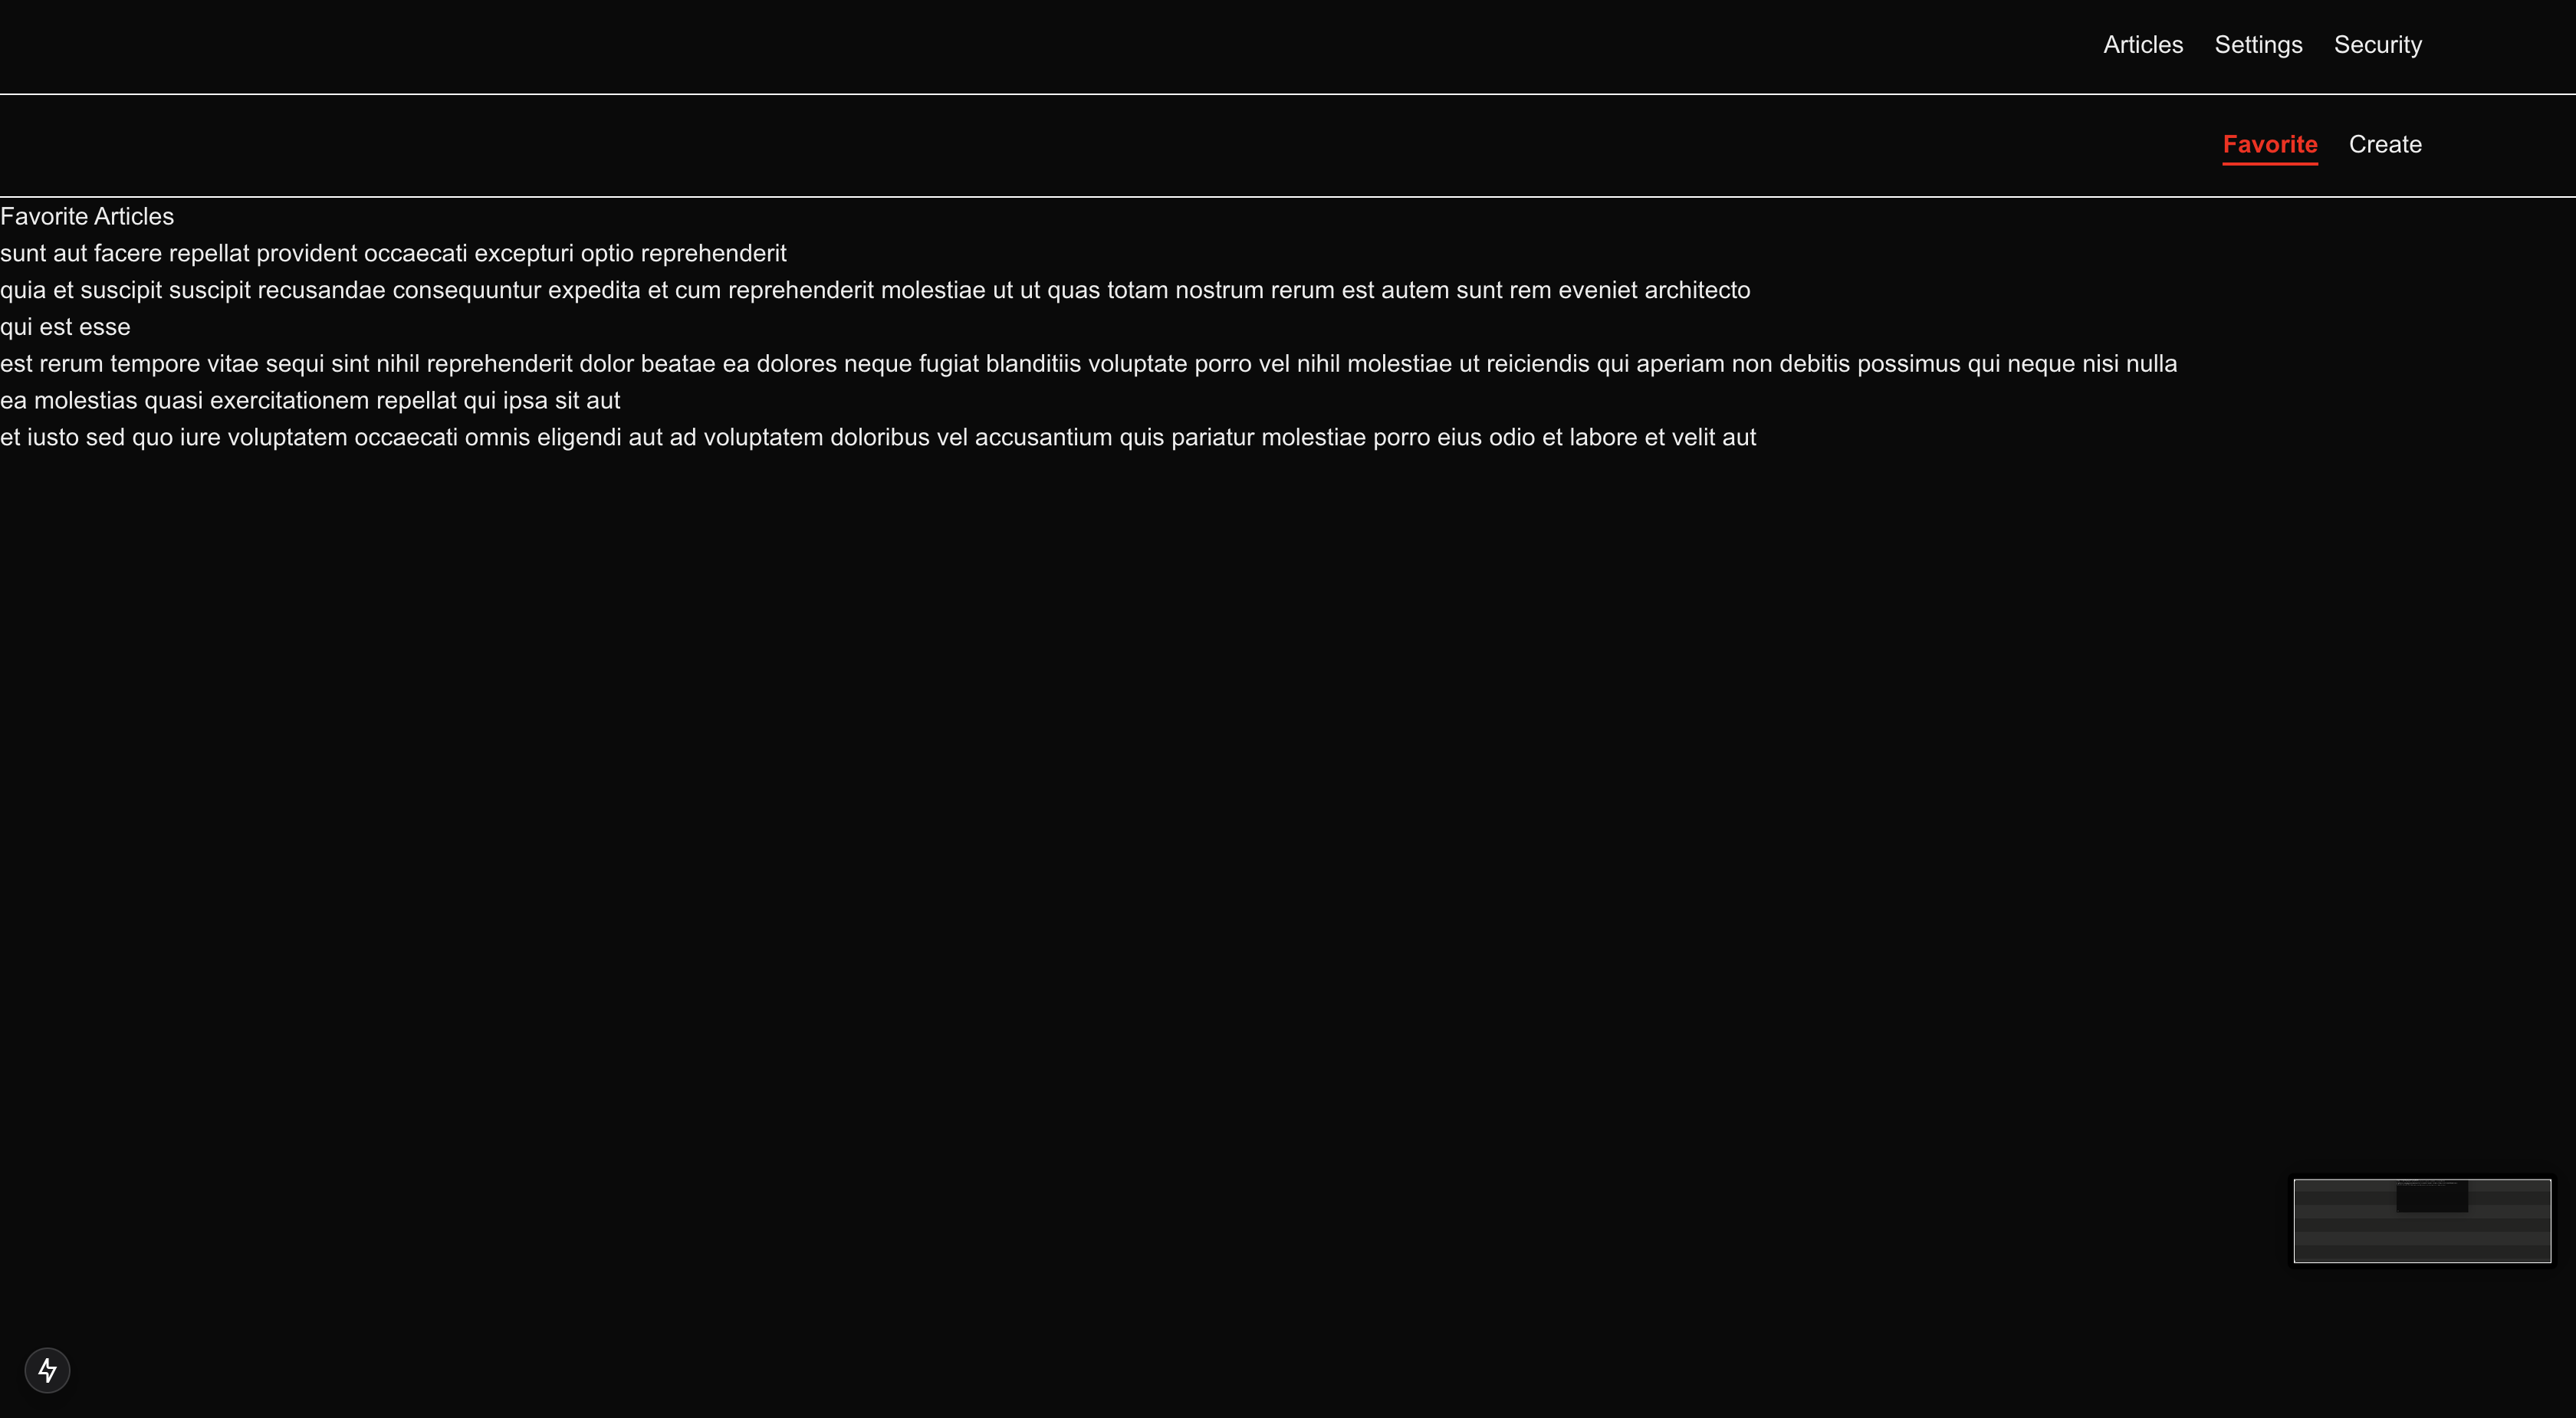 Articles Settings Security
Favorite Create
Favorite Articles
sunt aut facere repellat provident occaecati excepturi optio reprehenderit
quia et suscipit suscipit recusandae consequuntur expedita et cum reprehenderit molestiae ut ut quas totam nostrum rerum est autem sunt rem eveniet architecto
qui est esse
est rerum tempore vitae sequi sint nihil reprehenderit dolor beatae ea dolores neque fugiat blanditiis voluptate porro vel nihil molestiae ut reiciendis qui aperiam non debitis possimus qui neque nisi nulla
ea molestias quasi exercitationem repellat qui ipsa sit aut
et iusto sed quo iure voluptatem occaecati omnis eligendi aut ad voluptatem doloribus vel accusantium quis pariatur molestiae porro eius odio et labore et velit aut